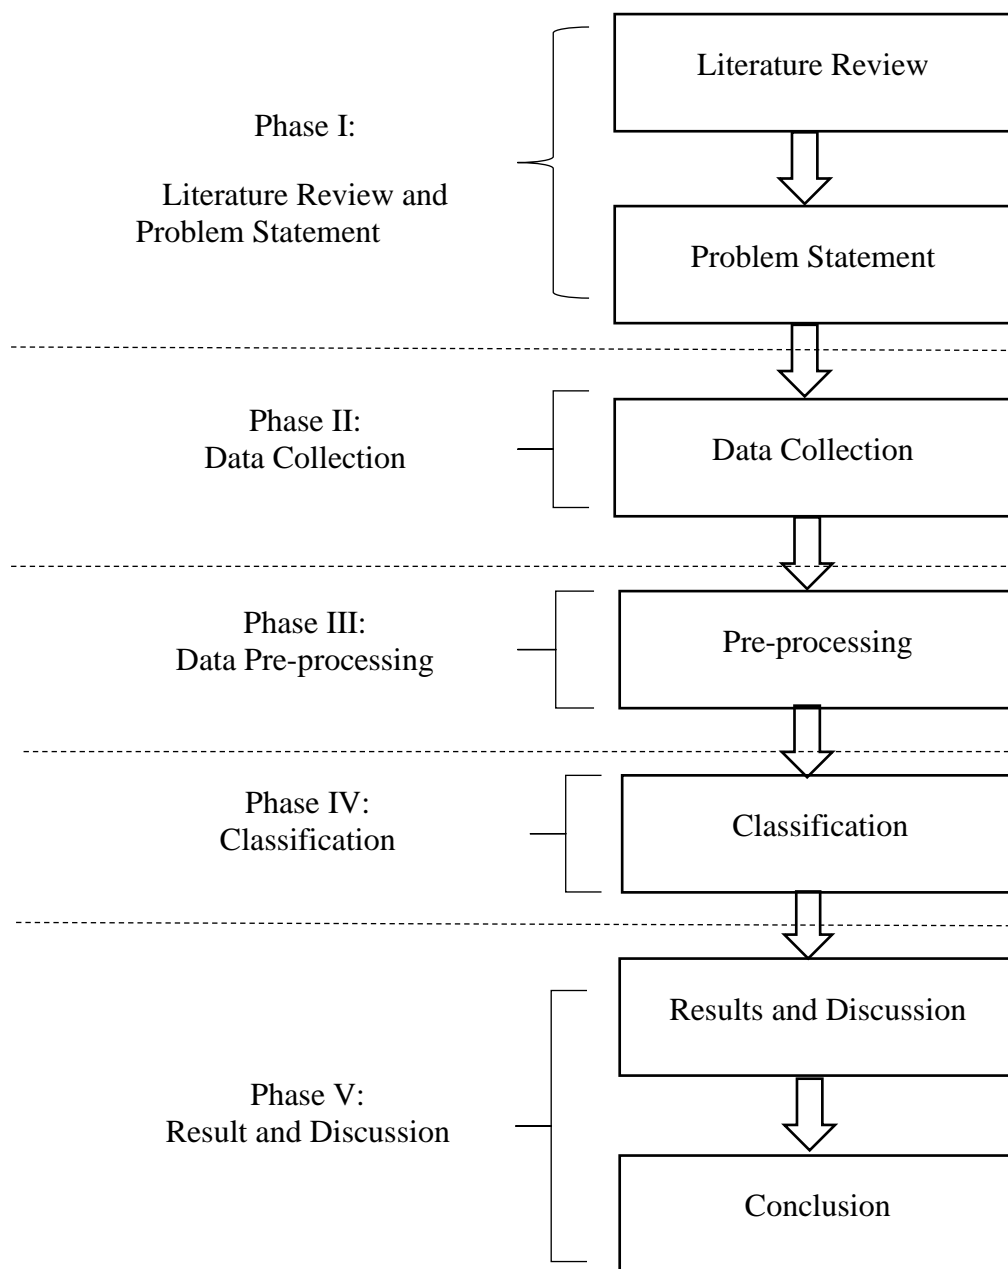 Literature Review
Phase I:
Literature Review and
Problem Statement
Problem Statement
Phase II:
Data Collection
Data Collection
Phase III:
Data Pre-processing
Pre-processing
Phase IV:
Classification
Classification
Results and Discussion
Phase V:
Result and Discussion
Conclusion